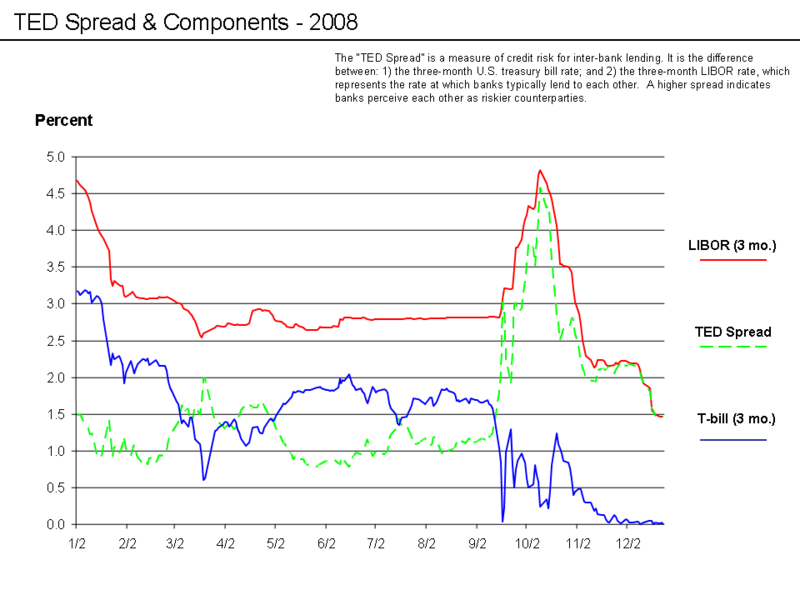 TED Spread & Components - 2008
The "TED Spread" is a measure of credit risk for inter-bank lending. It is the difference
between: 1) the three-month U.S. treasury bill rate; and 2) the three-month LIBOR rate, which
represents the rate at which banks typically lend to each other.  A higher spread indicates
banks perceive each other as riskier counterparties.
Percent
5.0
4.5
4.0
3.5
3.0
2.5
2.0
1.5
1.0
0.5
0.0
1/2 2/2 3/2 4/2 5/2 6/2 7/2 8/2 9/2 10/2 11/2 12/2
LIBOR (3 mo.)
TED Spread
T-bill (3 mo.)